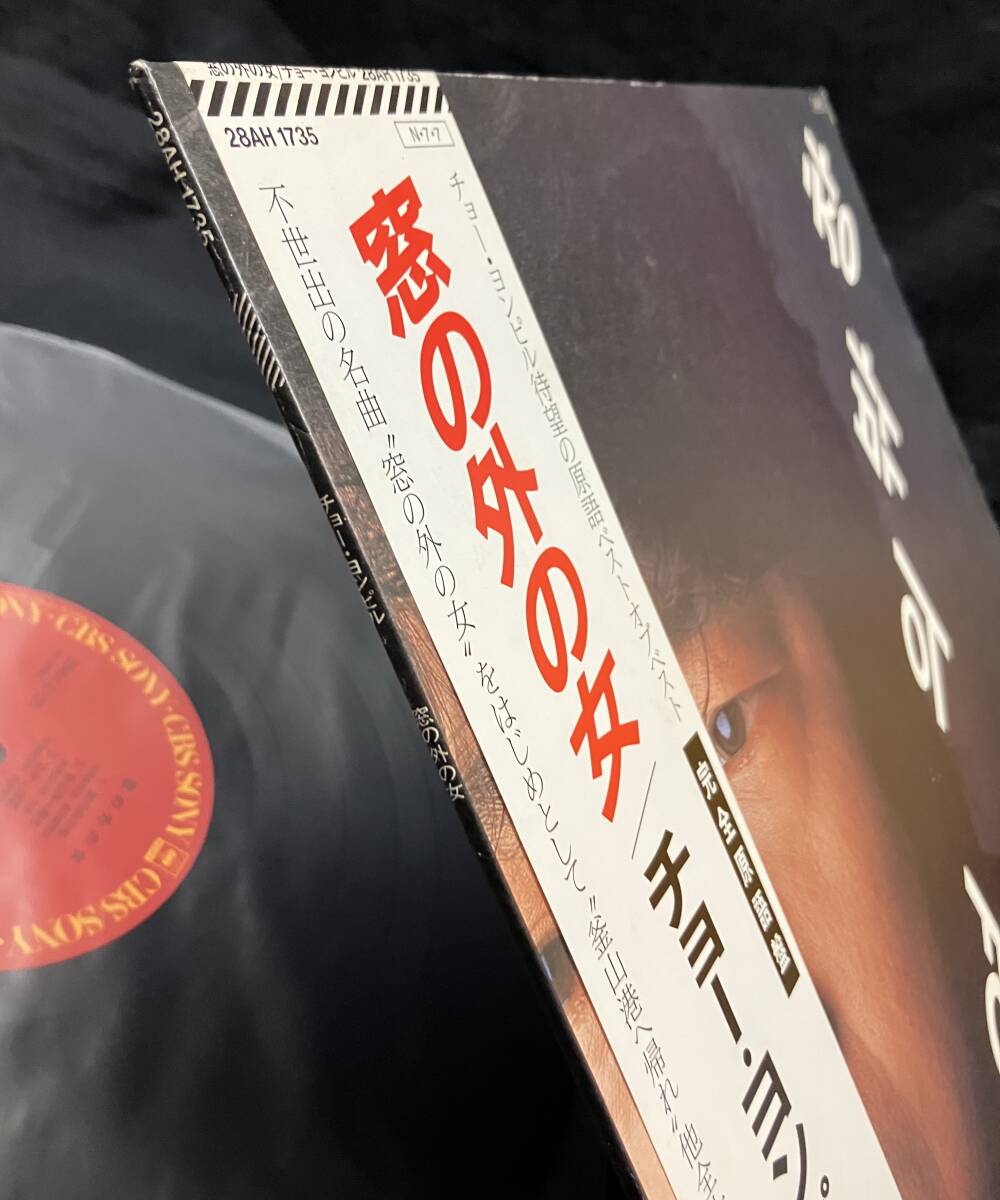 窓の外の女/チョー・ヨンピル 28AH 1735
28AH 1735
N・7・7
チョー・ヨンピル待望の原語ベストオブベスト
窓の外の女/チョー・ヨン
不世出の名曲〝窓の外の女〟をはじめとして〝釜山港へ帰れ〟他全
28AH-1735
チョー・ヨンピル
窓の外の女
CBS SONY・CBS SONY
CBS SONY